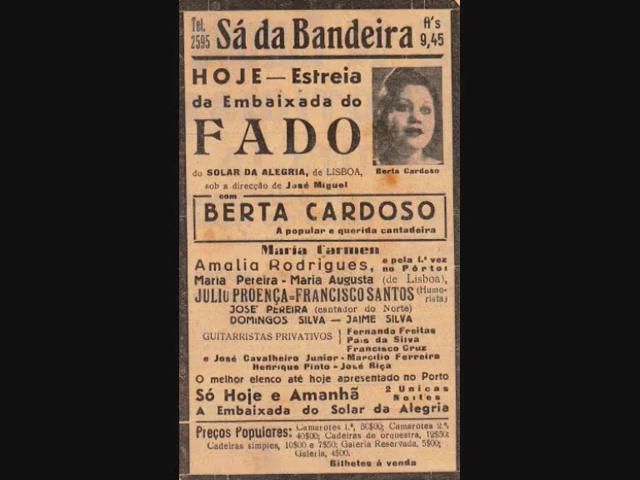 Tel. 2595 Sá da Bandeira A's 9,45
HOJE — Estreia
da Embaixada do
FADO
Berta Cardoso
do SOLAR DA ALEGRIA, de LISBOA,
sob a direcção de José Miguel
com
BERTA CARDOSO
A popular e querida cantadeira
Maria Carmen
Amalia Rodrigues, e pela 1.ª vez no Pôrto:
Maria Pereira - Maria Augusta (de Lisboa),
JULIU PROENÇA = FRANCISCO SANTOS (Humorista)
JOSE' PEREIRA (cantador do Norte)
DOMINGOS SILVA — JAIME SILVA
GUITARRISTAS PRIVATIVOS
Fernando Freitas
Pais da Silva
Francisco Cruz
e José Cavalheiro Junior - Marcilio Ferreira
Henrique Pinto - José Riça
O melhor elenco até hoje apresentado no Porto
Só Hoje e Amanhã 2 Unicas Noites
A Embaixada do Solar da Alegria
Preços Populares: Camarotes 1.ª, 50$00; Camarotes 2.ª,
40$00; Cadeiras de orquestra, 12$50;
Cadeiras simples, 10$00 e 7$50; Galeria Reservada, 5$00;
Galeria, 4$00.
Bilhetes á venda